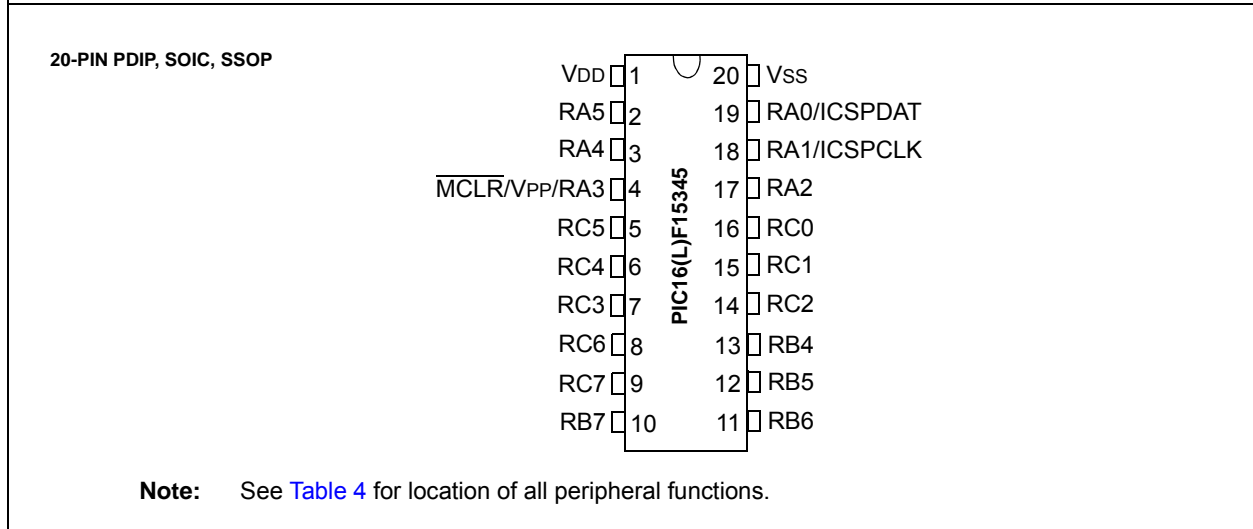 20-PIN PDIP, SOIC, SSOP
VDD 1 20 VSS
RA5 2 19 RA0/ICSPDAT
RA4 3 18 RA1/ICSPCLK
MCLR/VPP/RA3 4 17 RA2
RC5 5 16 RC0
RC4 6 15 RC1
RC3 7 14 RC2
RC6 8 13 RB4
RC7 9 12 RB5
RB7 10 11 RB6
PIC16(L)F15345
Note: See Table 4 for location of all peripheral functions.